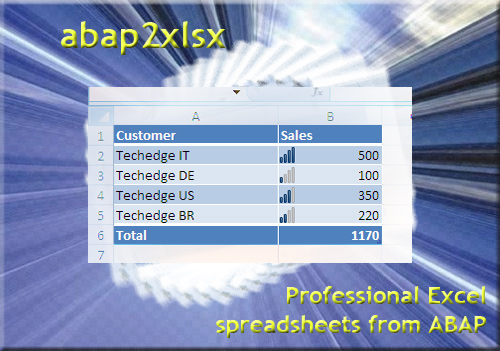 abap2xlsx
fx
A B
1 Customer Sales
2 Techedge IT 500
3 Techedge DE 100
4 Techedge US 350
5 Techedge BR 220
6 Total 1170
7
Professional Excel
spreadsheets from ABAP